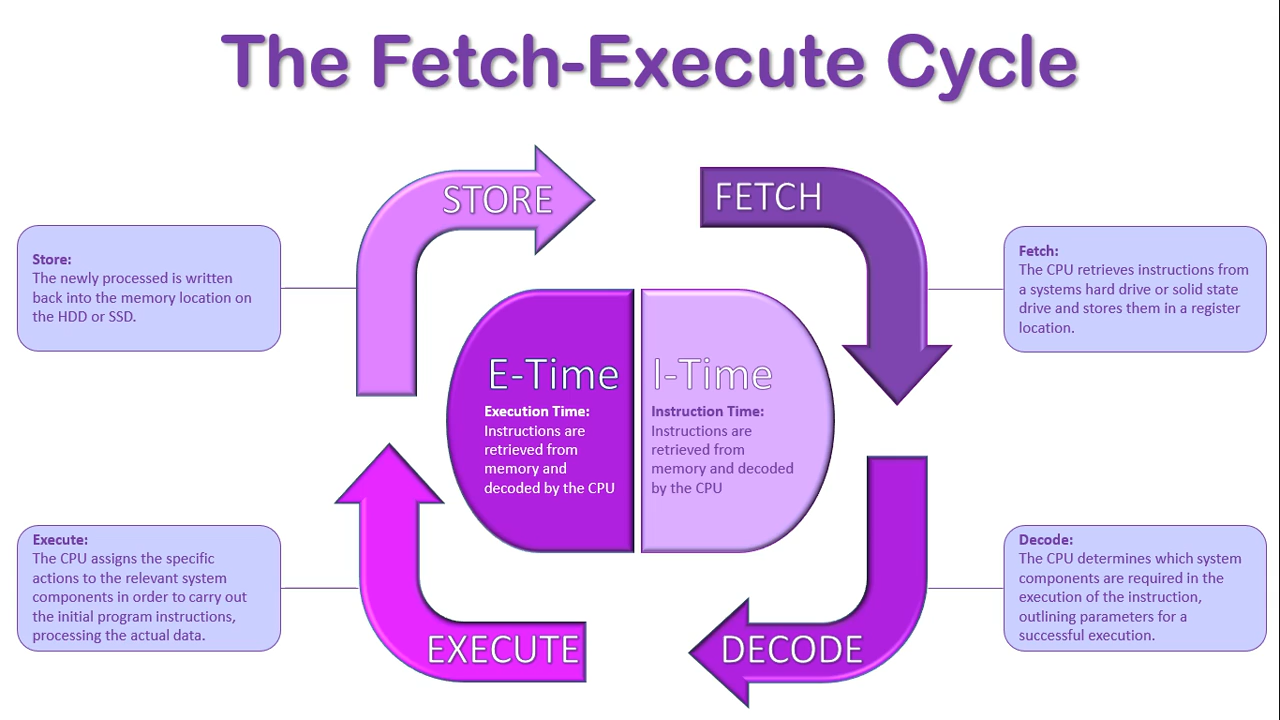 The Fetch-Execute Cycle
STORE
FETCH
Store:
The newly processed is written
back into the memory location on
the HDD or SSD.
Fetch:
The CPU retrieves instructions from
a systems hard drive or solid state
drive and stores them in a register
location.
E-Time
Execution Time:
Instructions are
retrieved from
memory and
decoded by the CPU
I-Time
Instruction Time:
Instructions are
retrieved from
memory and decoded
by the CPU
Execute:
The CPU assigns the specific
actions to the relevant system
components in order to carry out
the initial program instructions,
processing the actual data.
Decode:
The CPU determines which system
components are required in the
execution of the instruction,
outlining parameters for a
successful execution.
EXECUTE
DECODE